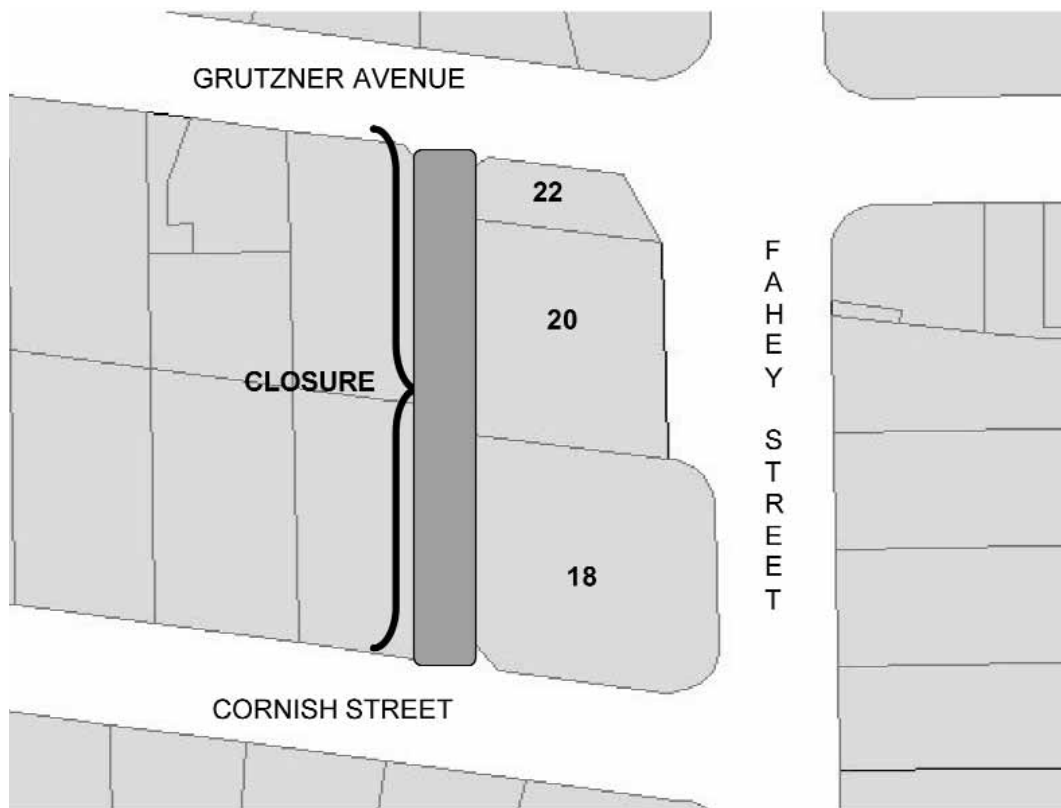 GRUTZNER AVENUE
22
20
CLOSURE
18
FAHEY STREET
CORNISH STREET